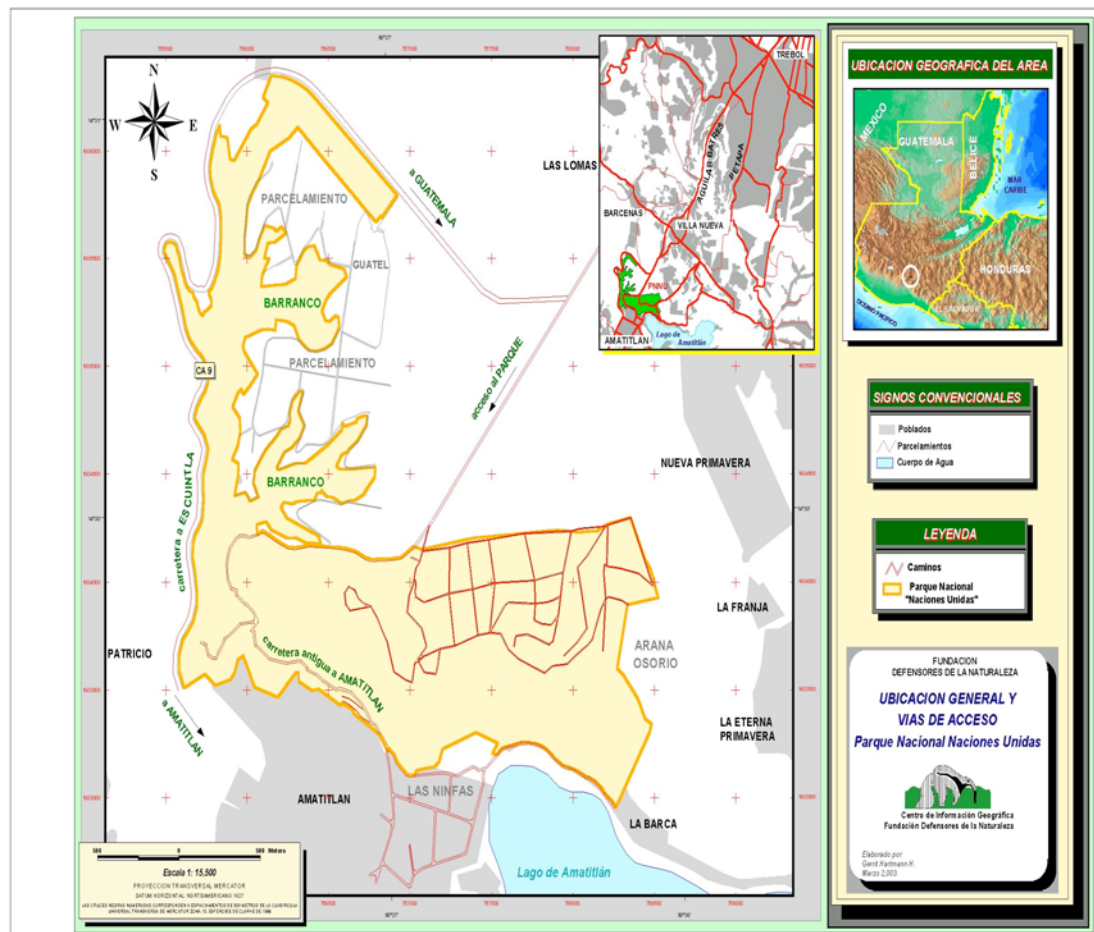 N
W E
S
LAS LOMAS
a GUATEMALA
PARCELAMIENTO
GUATEL
BARRANCO
PARCELAMIENTO
CA 9
acceso al PARQUE
carretera a ESCUINTLA
BARRANCO
NUEVA PRIMAVERA
LA FRANJA
PATRICIO
carretera antigua a AMATITLAN
ARANA
OSORIO
a AMATITLAN
LA ETERNA
PRIMAVERA
AMATITLAN
LAS NINFAS
LA BARCA
Lago de Amatitlán
500 0 500 Meters
Escala 1: 15,500
PROYECCION TRANSVERSAL MERCATOR
DATUM HORIZONTAL: NORTEAMERICANO 1927
TREBOL
AGUILAR BATRES
PETAPA
BARCENAS
VILLA NUEVA
PNNU
AMATITLAN
Lago de
Amatitlán
UBICACION GEOGRAFICA DEL AREA
MEXICO
GUATEMALA
BELICE
MAR
CARIBE
HONDURAS
EL SALVADOR
OCEANO PACIFICO
SIGNOS CONVENCIONALES
Poblados
Parcelamientos
Cuerpo de Agua
LEYENDA
Caminos
Parque Nacional
"Naciones Unidas"
FUNDACION
DEFENSORES DE LA NATURALEZA
UBICACION GENERAL Y
VIAS DE ACCESO
Parque Nacional Naciones Unidas
Centro de Información Geográfica
Fundación Defensores de la Naturaleza
Elaborado por:
Gerrit Hartmann H.
Marzo 2,003.